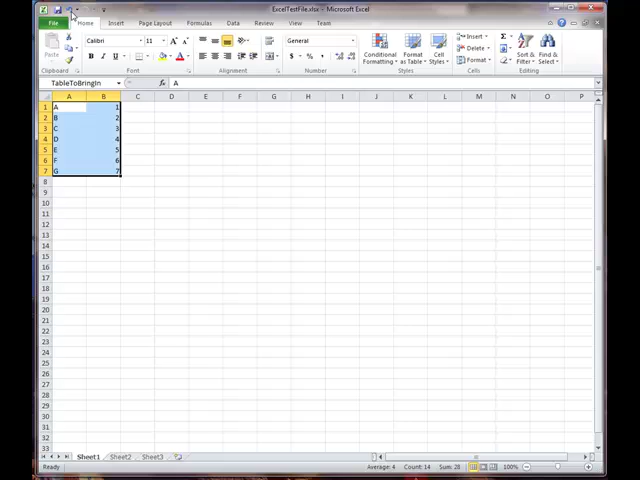 ExcelTestFile.xlsx - Microsoft Excel
File Home Insert Page Layout Formulas Data Review View Team
Paste Calibri 11 General Conditional Formatting Format as Table Cell Styles Insert Delete Format Sort & Filter Find & Select
Clipboard Font Alignment Number Styles Cells Editing
TableToBringIn fx A
A B C D E F G H I J K L M N O P
1 A 1
2 B 2
3 C 3
4 D 4
5 E 5
6 F 6
7 G 7
8
9
10
11
12
13
14
15
16
17
18
19
20
21
22
23
24
25
26
27
28
29
30
31
32
33
Sheet1 Sheet2 Sheet3
Ready Average: 4 Count: 14 Sum: 28 100%